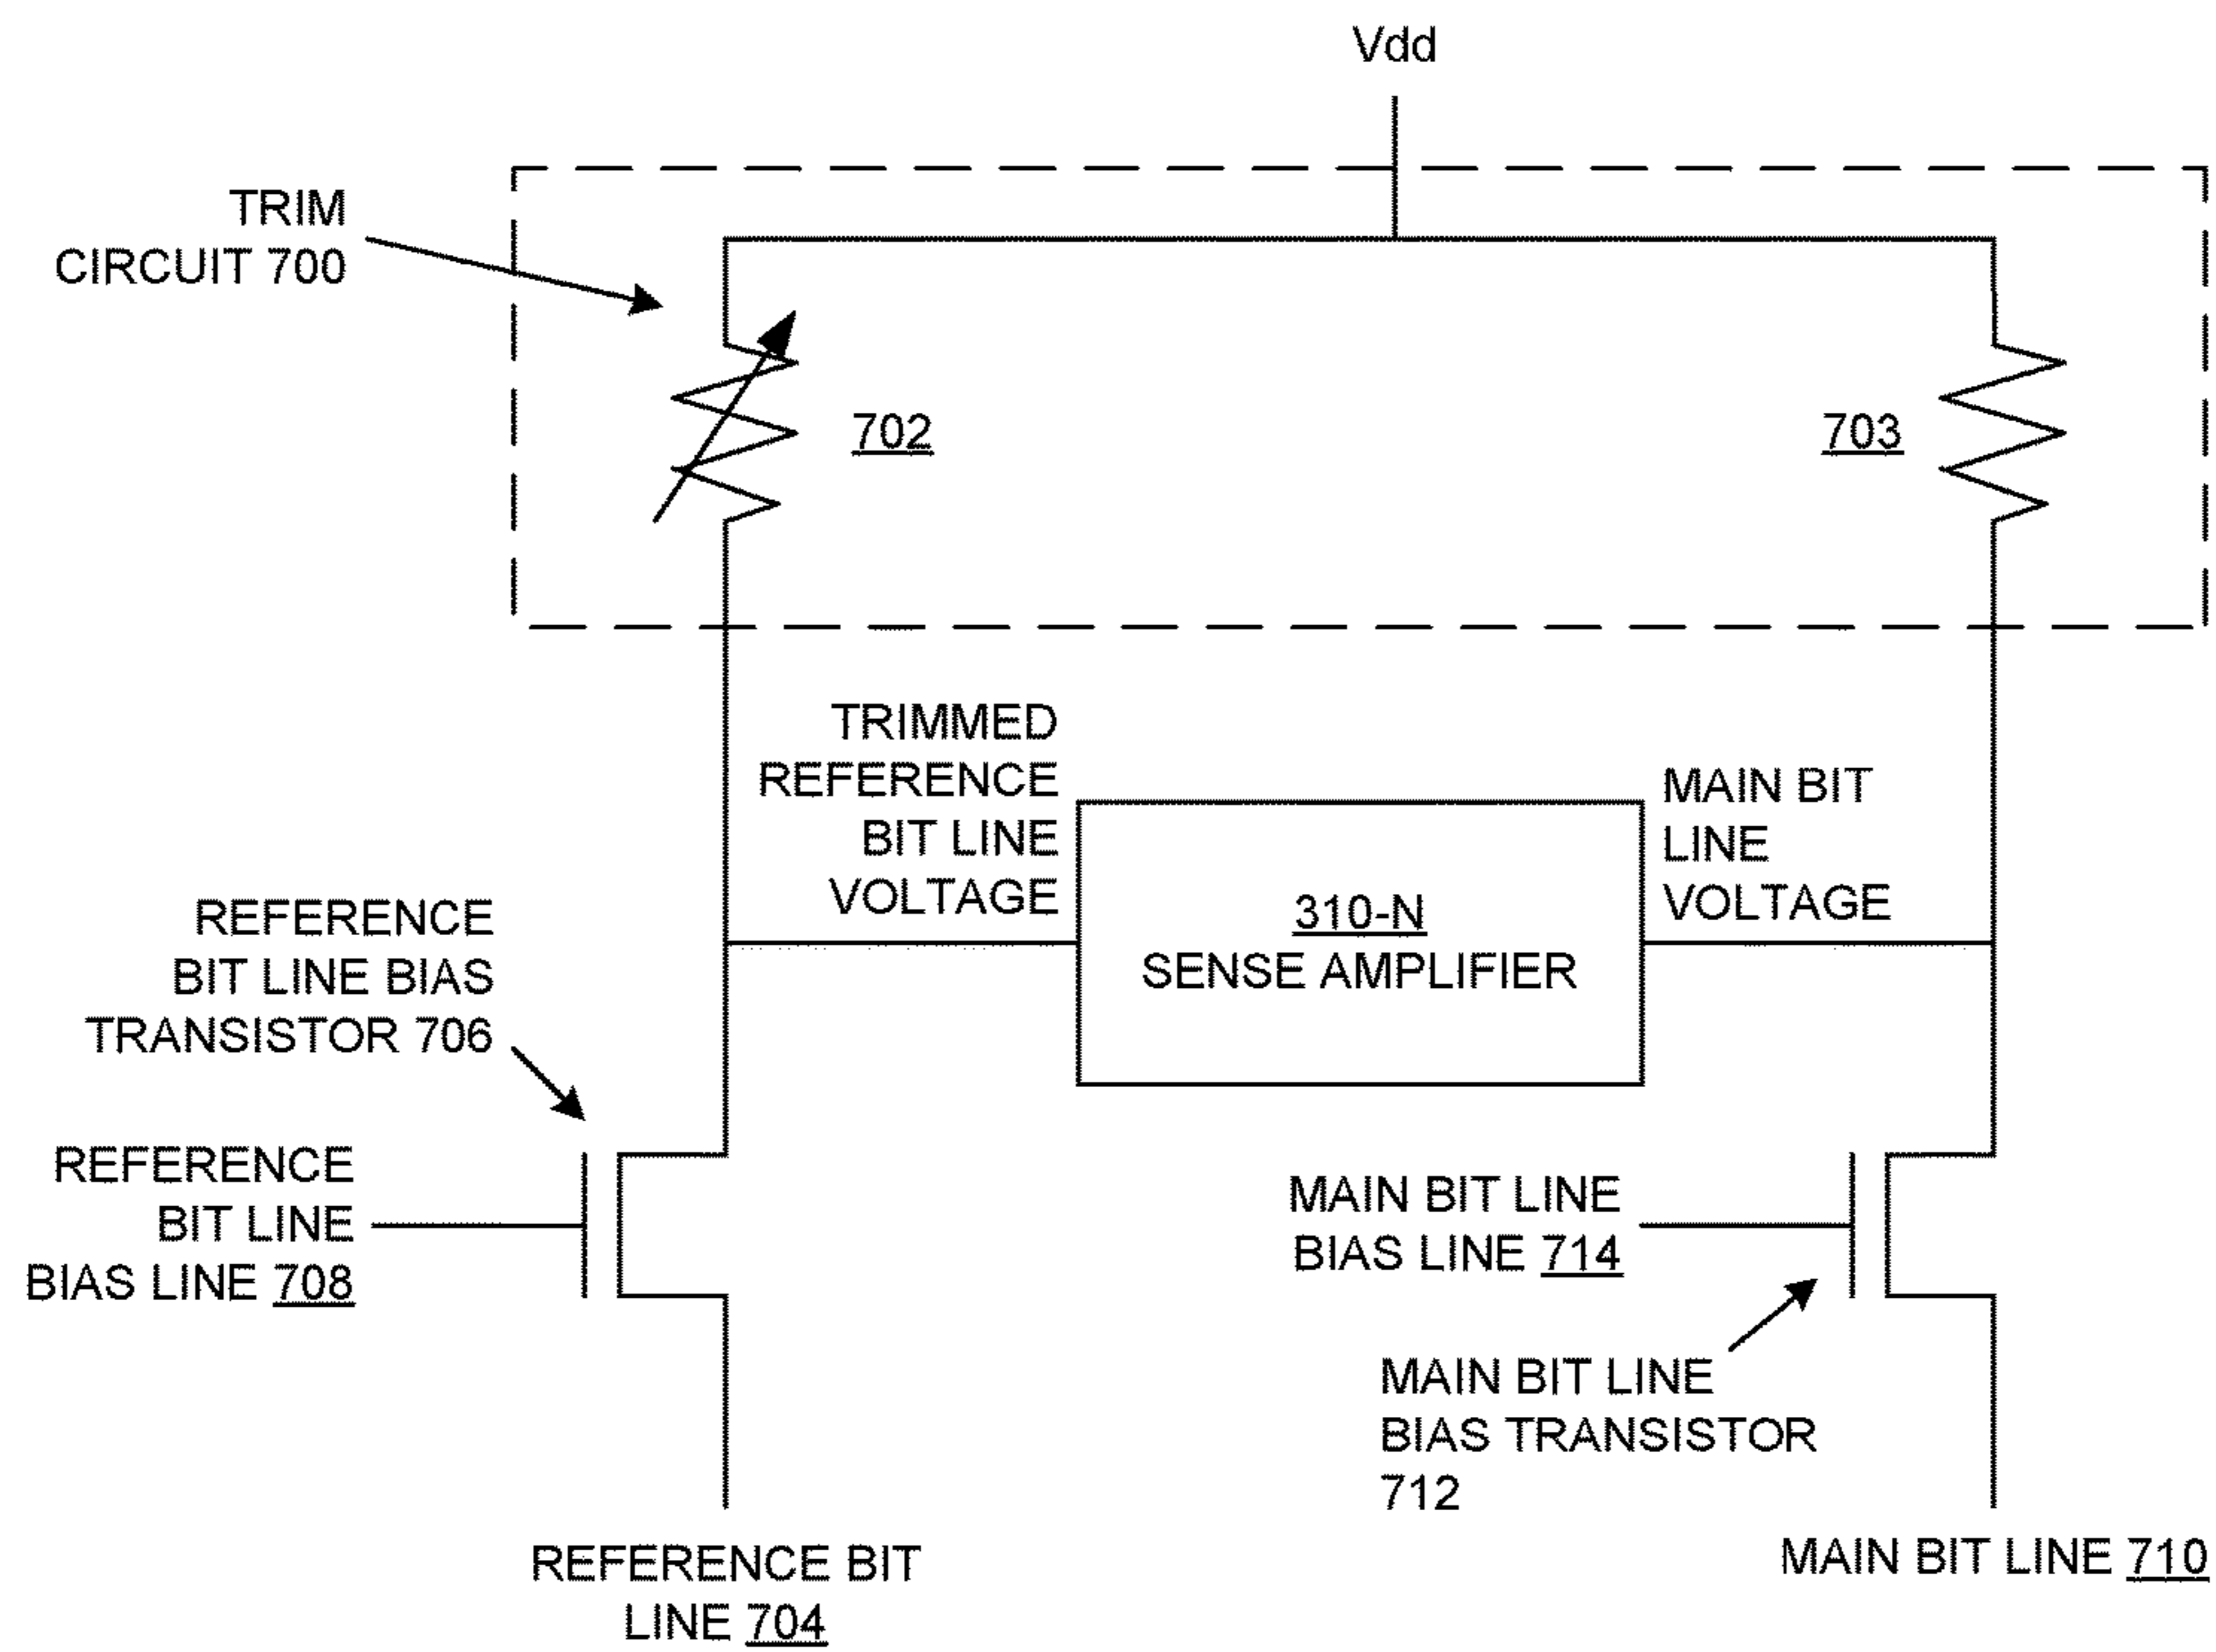 Vdd
TRIM
CIRCUIT 700
702
703
TRIMMED
REFERENCE
BIT LINE
VOLTAGE
MAIN BIT
LINE
VOLTAGE
310-N
SENSE AMPLIFIER
REFERENCE
BIT LINE BIAS
TRANSISTOR 706
REFERENCE
BIT LINE
BIAS LINE 708
MAIN BIT LINE
BIAS LINE 714
MAIN BIT LINE
BIAS TRANSISTOR
712
REFERENCE BIT
LINE 704
MAIN BIT LINE 710